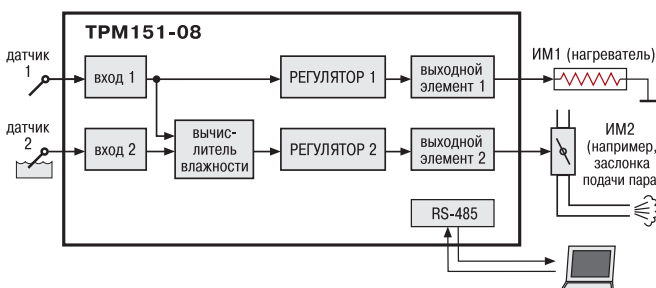 ТРМ151-08
датчик
1
вход 1
РЕГУЛЯТОР 1
выходной
элемент 1
ИМ1 (нагреватель)
датчик
2
вход 2
вычис-
литель
влажности
РЕГУЛЯТОР 2
выходной
элемент 2
ИМ2
(например,
заслонка
подачи пара)
RS-485